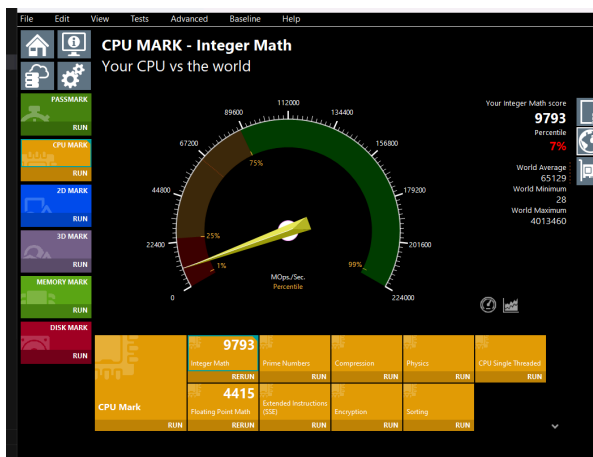 File Edit View Tests Advanced Baseline Help
CPU MARK - Integer Math
Your CPU vs the world
PASSMARK
RUN
CPU MARK
RUN
2D MARK
RUN
3D MARK
RUN
MEMORY MARK
RUN
DISK MARK
RUN
112000
89600 134400
67200 156800
75%
44800 179200
25%
22400 201600
1% 99%
MOps./Sec.
Percentile
0 224000
Your Integer Math score
9793
Percentile
7%
World Average
65129
World Minimum
28
World Maximum
4013460
CPU Mark
RUN
9793
Integer Math
RERUN
Prime Numbers
RUN
Compression
RUN
Physics
RUN
CPU Single Threaded
RUN
4415
Floating Point Math
RERUN
Extended Instructions
(SSE)
RUN
Encryption
RUN
Sorting
RUN